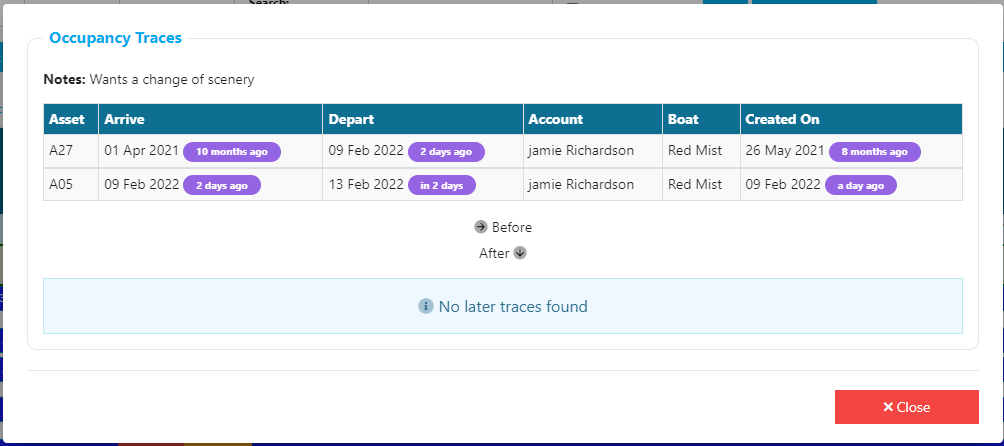 Search:
Occupancy Traces
Notes: Wants a change of scenery
Asset Arrive Depart Account Boat Created On
A27 01 Apr 2021 10 months ago 09 Feb 2022 2 days ago jamie Richardson Red Mist 26 May 2021 8 months ago
A05 09 Feb 2022 2 days ago 13 Feb 2022 in 2 days jamie Richardson Red Mist 09 Feb 2022 a day ago
Before
After
No later traces found
Close